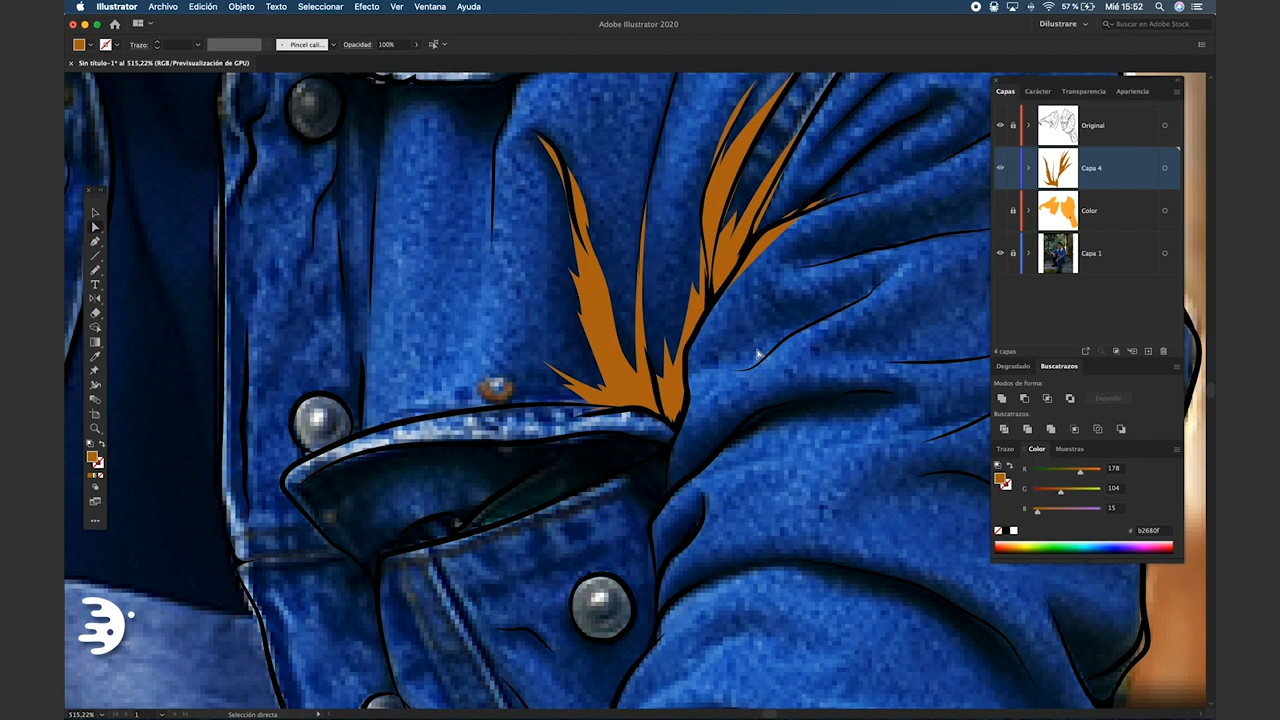 Illustrator Archivo Edición Objeto Texto Seleccionar Efecto Ver Ventana Ayuda 57 % Mié 15:52
Adobe Illustrator 2020 Dilustrare Buscar en Adobe Stock
Trazo: Pincel cali... Opacidad: 100%
Sin título-1* al 515,22% (RGB/Previsualización de GPU)
Capas Carácter Transparencia Apariencia
Original
Capa 4
Color
Capa 1
4 capas
Degradado Buscatrazos
Modos de forma:
Expandir
Buscatrazos:
Trazo Color Muestras
R 178
G 104
B 15
# b2680f
515,22% 1 Selección directa